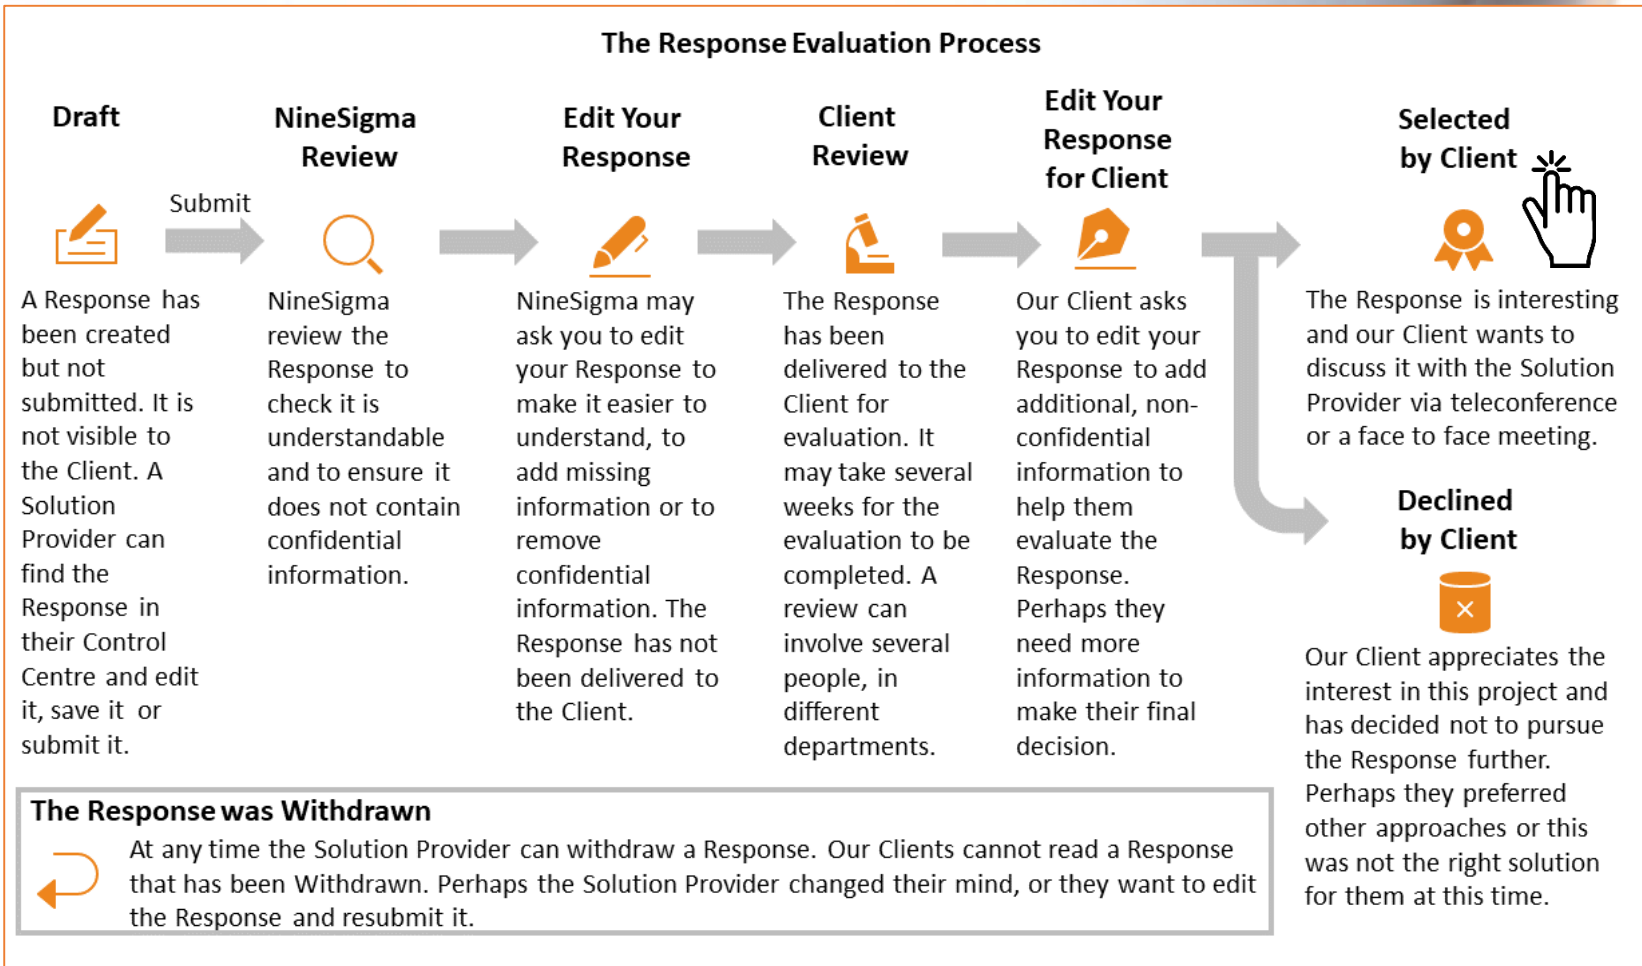 The Response Evaluation Process
Draft
Submit
A Response has
been created
but not
submitted. It is
not visible to
the Client. A
Solution
Provider can
find the
Response in
their Control
Centre and edit
it, save it or
submit it.
NineSigma
Review
NineSigma
review the
Response to
check it is
understandable
and to ensure it
does not contain
confidential
information.
Edit Your
Response
NineSigma may
ask you to edit
your Response to
make it easier to
understand, to
add missing
information or to
remove
confidential
information. The
Response has not
been delivered to
the Client.
Client
Review
The Response
has been
delivered to the
Client for
evaluation. It
may take several
weeks for the
evaluation to be
completed. A
review can
involve several
people, in
different
departments.
Edit Your
Response
for Client
Our Client asks
you to edit your
Response to add
additional, non-
confidential
information to
help them
evaluate the
Response.
Perhaps they
need more
information to
make their final
decision.
Selected
by Client
The Response is interesting
and our Client wants to
discuss it with the Solution
Provider via teleconference
or a face to face meeting.
Declined
by Client
Our Client appreciates the
interest in this project and
has decided not to pursue
the Response further.
Perhaps they preferred
other approaches or this
was not the right solution
for them at this time.
The Response was Withdrawn
At any time the Solution Provider can withdraw a Response. Our Clients cannot read a Response
that has been Withdrawn. Perhaps the Solution Provider changed their mind, or they want to edit
the Response and resubmit it.